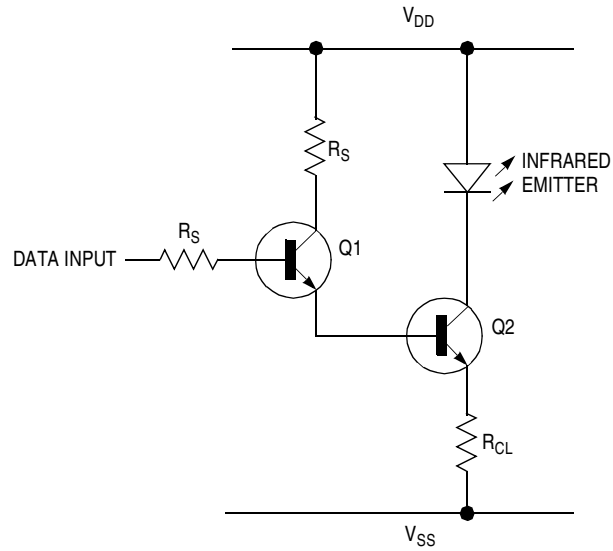 V_DD
R_S
INFRARED
EMITTER
R_S
Q1
DATA INPUT
Q2
R_CL
V_SS